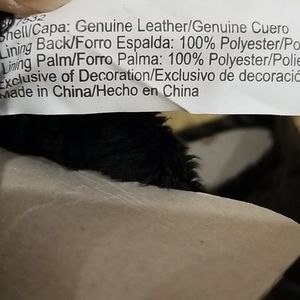 Shell/Capa: Genuine Leather/Genuine Cuero
Lining Back/Forro Espalda: 100% Polyester/Po
Lining Palm/Forro Palma: 100% Polyester/Polie
Exclusive of Decoration/Exclusivo de decoració
Made in China/Hecho en China